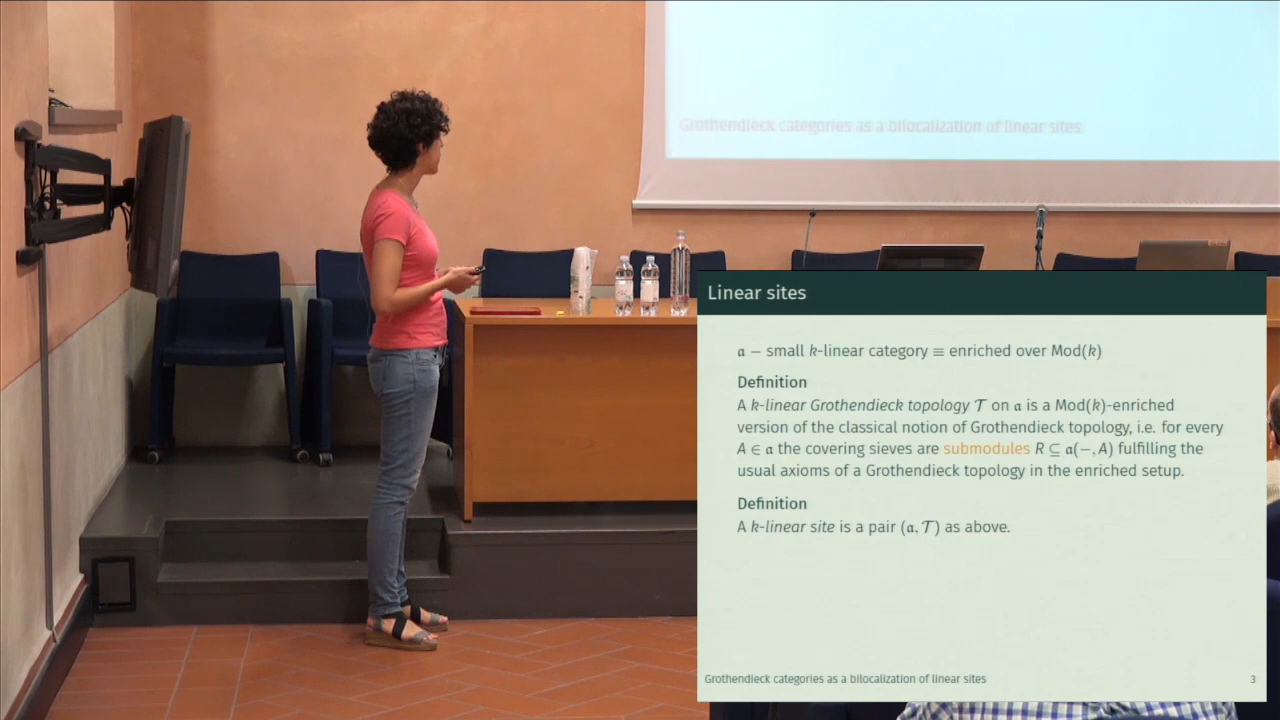 Grothendieck categories as a bilocalization of linear sites
Linear sites
𝔞 – small k-linear category ≡ enriched over Mod(k)
Definition
A k-linear Grothendieck topology 𝒯 on 𝔞 is a Mod(k)-enriched
version of the classical notion of Grothendieck topology, i.e. for every
A ∈ 𝔞 the covering sieves are submodules R ⊆ 𝔞(−, A) fulfilling the
usual axioms of a Grothendieck topology in the enriched setup.
Definition
A k-linear site is a pair (𝔞, 𝒯) as above.
Grothendieck categories as a bilocalization of linear sites
3